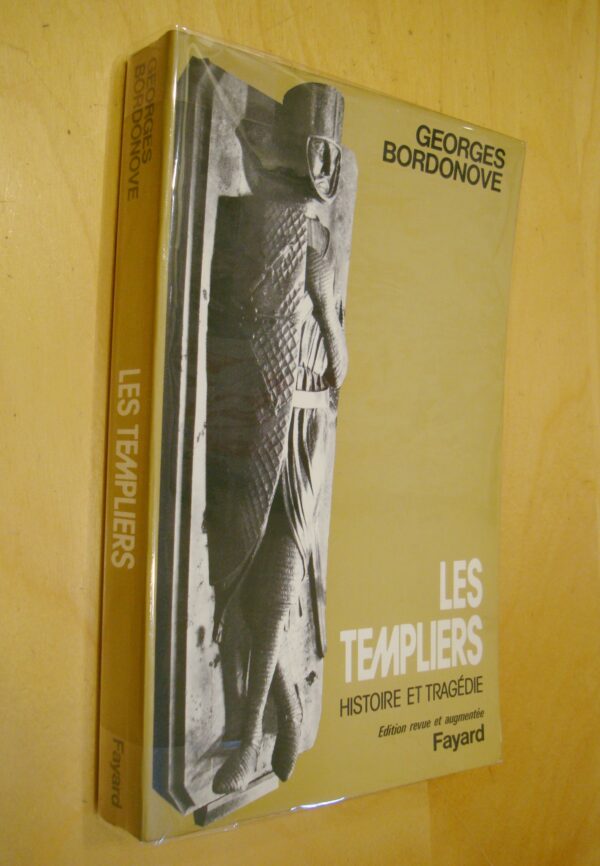 GEORGES
BORDONOVE
LES TEMPLIERS
Fayard
GEORGES
BORDONOVE
LES
TEMPLIERS
HISTOIRE ET TRAGÉDIE
Edition revue et augmentée
Fayard